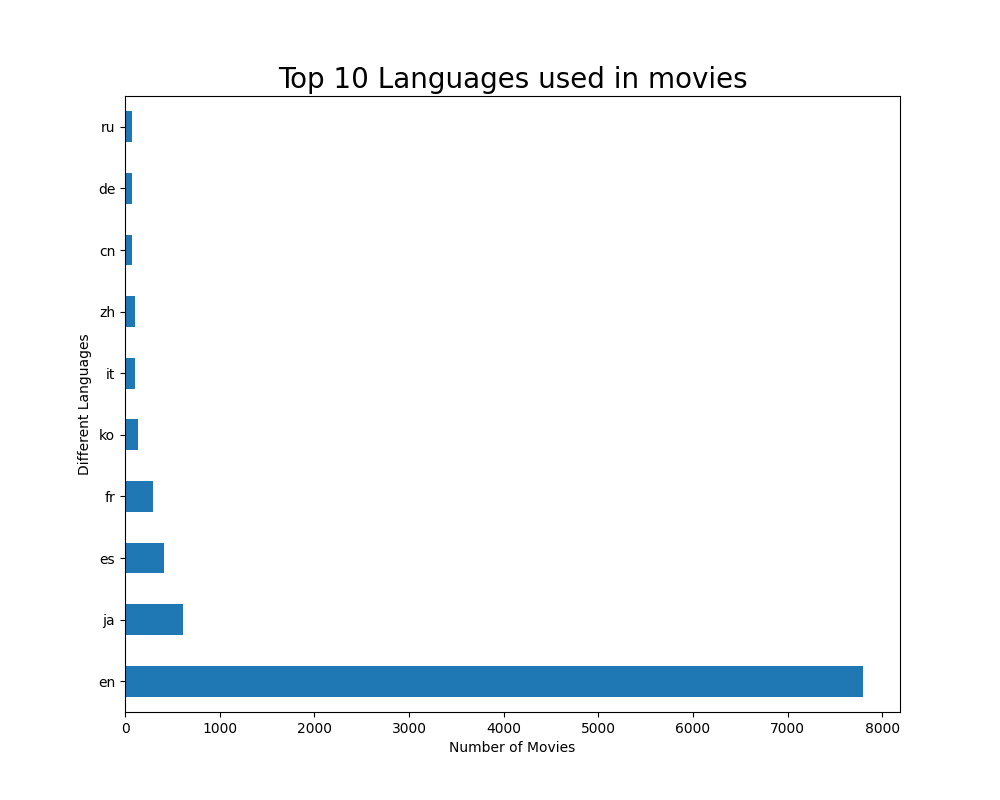 Top 10 Languages used in movies
Different Languages
ru
de
cn
zh
it
ko
fr
es
ja
en
0 1000 2000 3000 4000 5000 6000 7000 8000
Number of Movies